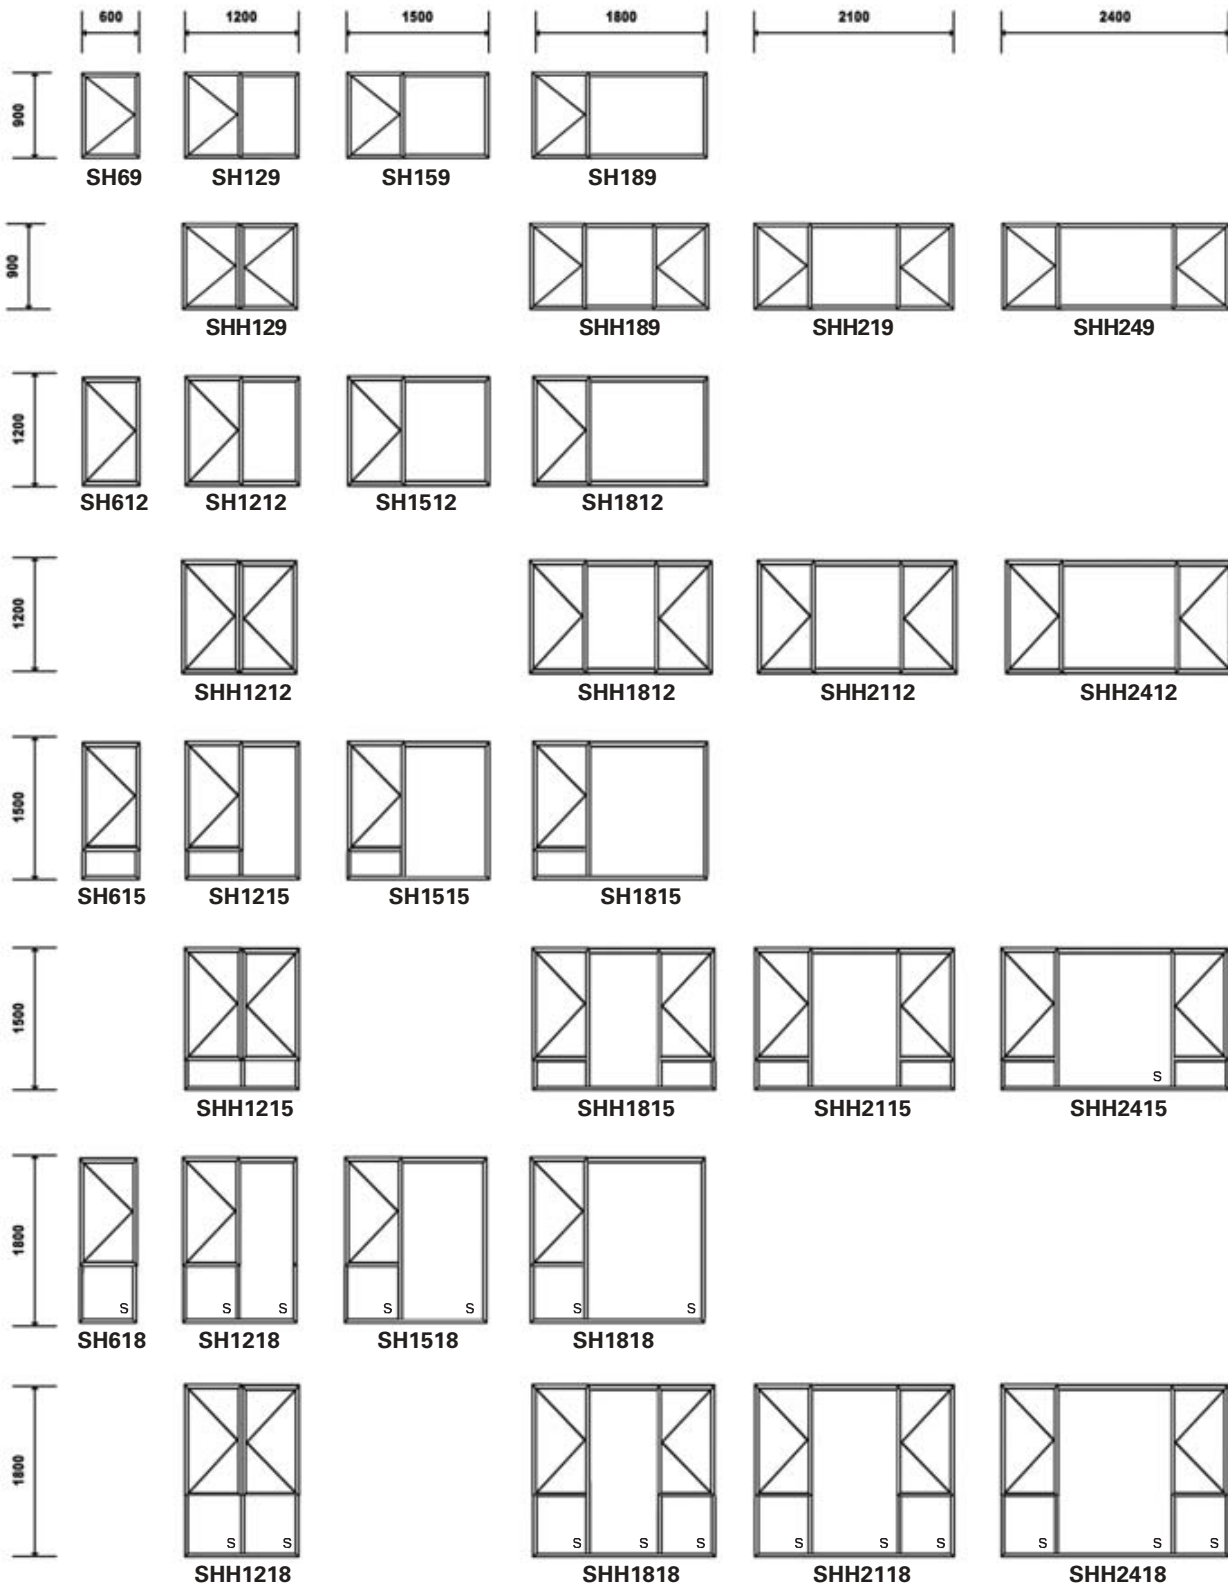 600 1200 1500 1800 2100 2400
900
SH69 SH129 SH159 SH189
900
SHH129 SHH189 SHH219 SHH249
1200
SH612 SH1212 SH1512 SH1812
1200
SHH1212 SHH1812 SHH2112 SHH2412
1500
SH615 SH1215 SH1515 SH1815
1500
S
SHH1215 SHH1815 SHH2115 SHH2415
1800
S S S S S S S
SH618 SH1218 SH1518 SH1818
1800
S S S S S S S S S S S
SHH1218 SHH1818 SHH2118 SHH2418